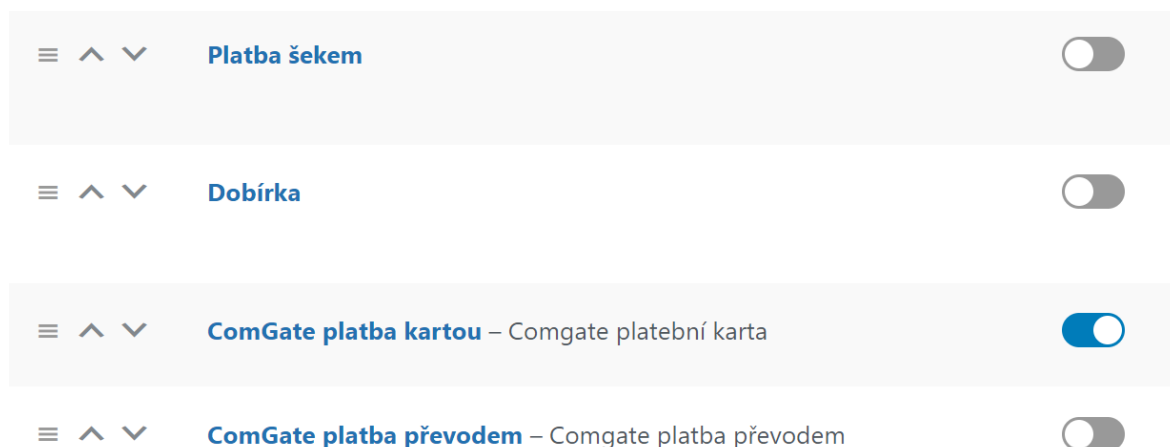 Platba šekem
Dobírka
ComGate platba kartou – Comgate platební karta
ComGate platba převodem – Comgate platba převodem